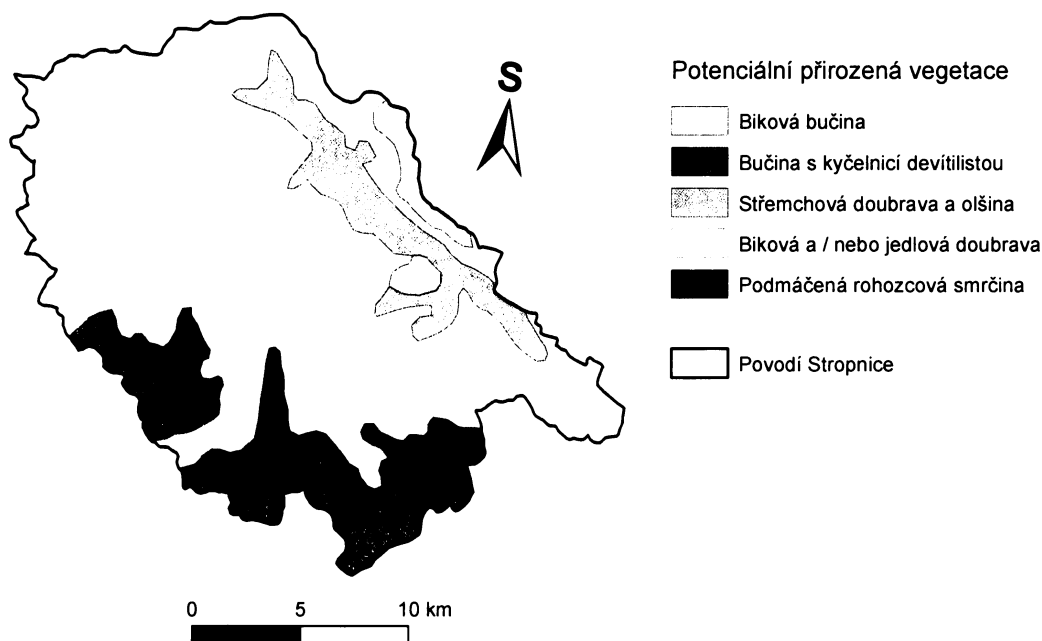 S
Potenciální přirozená vegetace
Biková bučina
Bučina s kyčelnicí devítilistou
Střemchová doubrava a olšina
Biková a / nebo jedlová doubrava
Podmáčená rohozcová smrčina
Povodí Stropnice
0 5 10 km